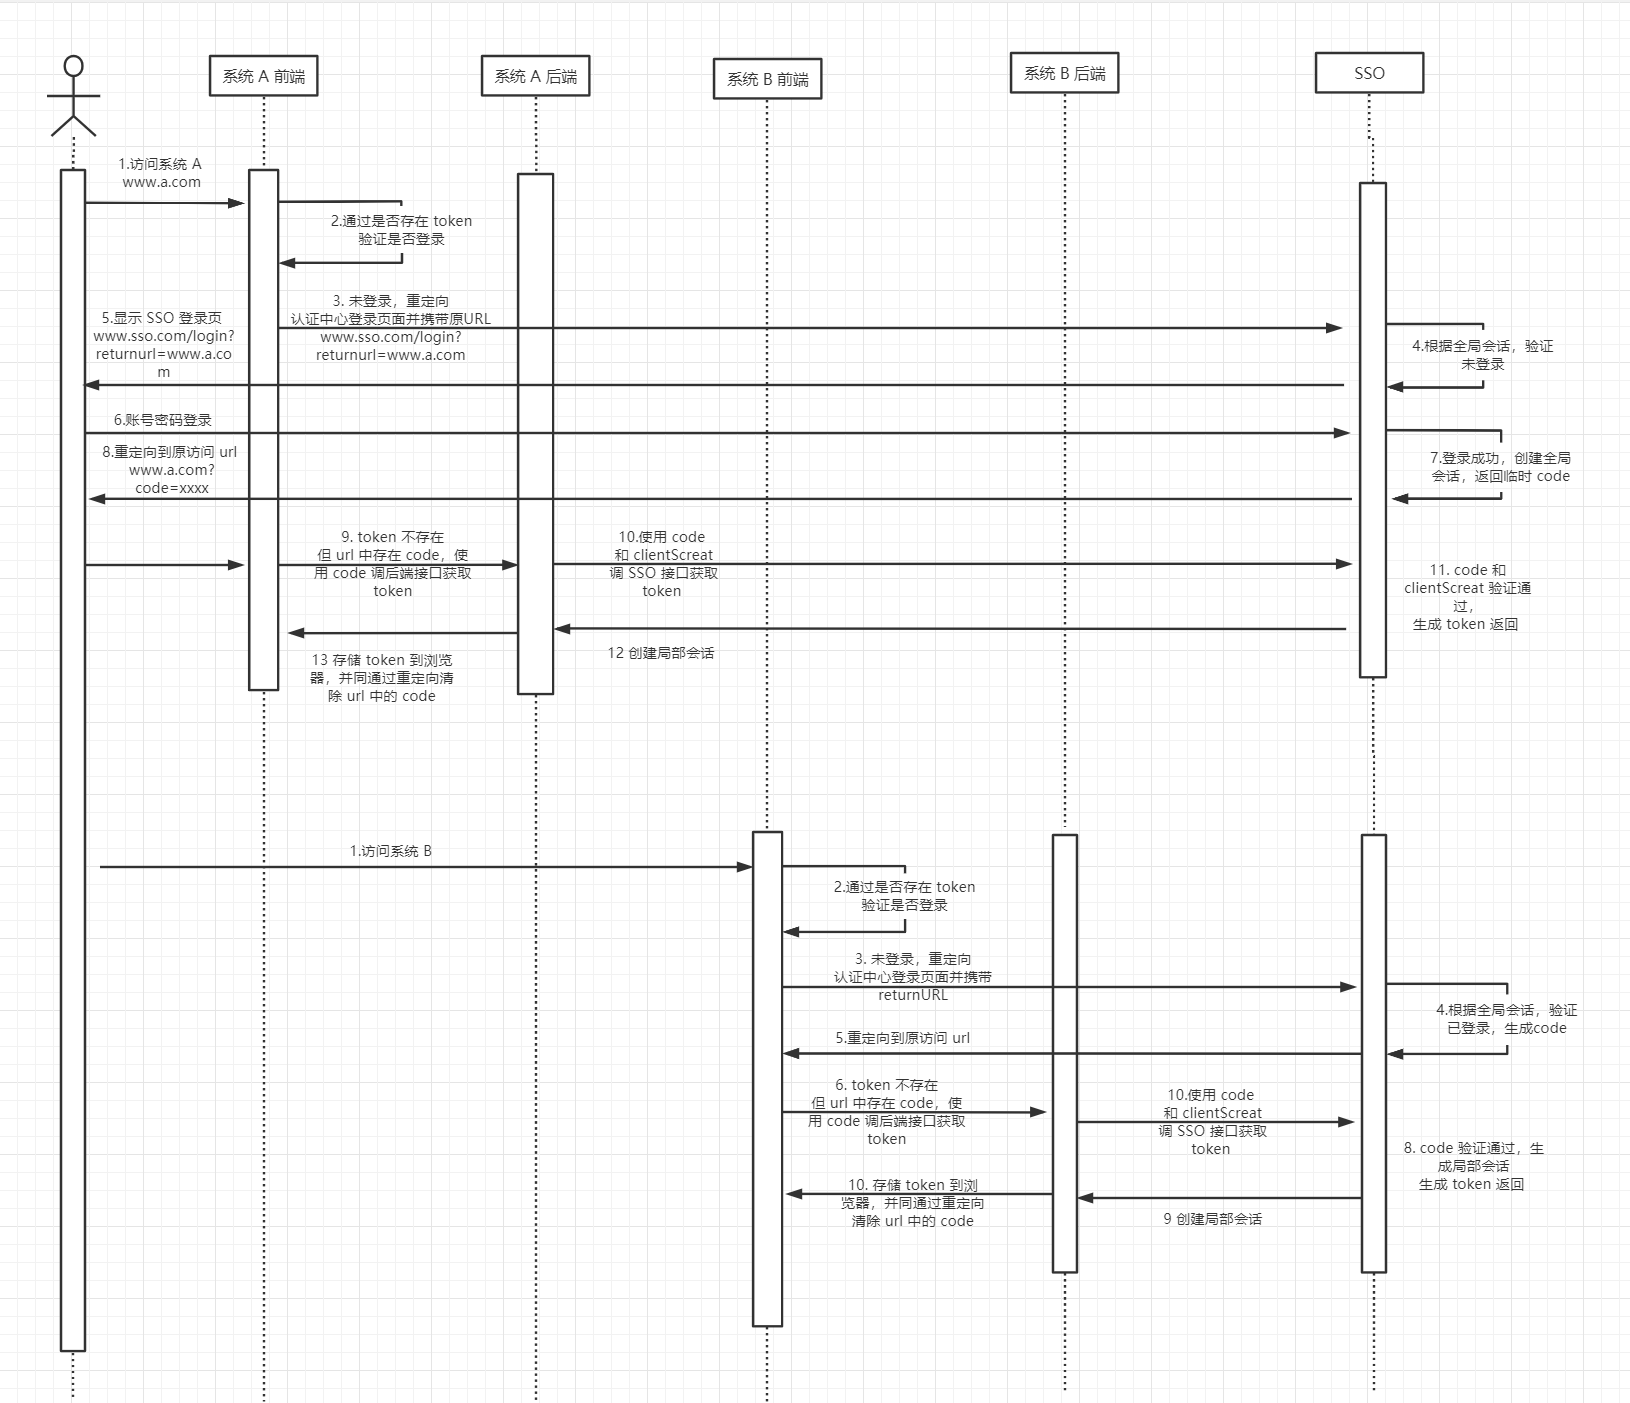 系统 A 前端
系统 A 后端
系统 B 前端
系统 B 后端
SSO
1.访问系统 A
www.a.com
2.通过是否存在 token
验证是否登录
3. 未登录，重定向
认证中心登录页面并携带原URL
www.sso.com/login?
returnurl=www.a.com
4.根据全局会话，验证
未登录
5.显示 SSO 登录页
www.sso.com/login?
returnurl=www.a.co
m
6.账号密码登录
7.登录成功，创建全局
会话，返回临时 code
8.重定向到原访问 url
www.a.com?
code=xxxx
9. token 不存在
但 url 中存在 code，使
用 code 调后端接口获取
token
10.使用 code
和 clientScreat
调 SSO 接口获取
token
11. code 和
clientScreat 验证通
过，
生成 token 返回
12 创建局部会话
13 存储 token 到浏览
器，并同通过重定向清
除 url 中的 code
1.访问系统 B
2.通过是否存在 token
验证是否登录
3. 未登录，重定向
认证中心登录页面并携带
returnURL
4.根据全局会话，验证
已登录，生成code
5.重定向到原访问 url
6. token 不存在
但 url 中存在 code，使
用 code 调后端接口获取
token
10.使用 code
和 clientScreat
调 SSO 接口获取
token
8. code 验证通过，生
成局部会话
生成 token 返回
9 创建局部会话
10. 存储 token 到浏
览器，并同通过重定向
清除 url 中的 code